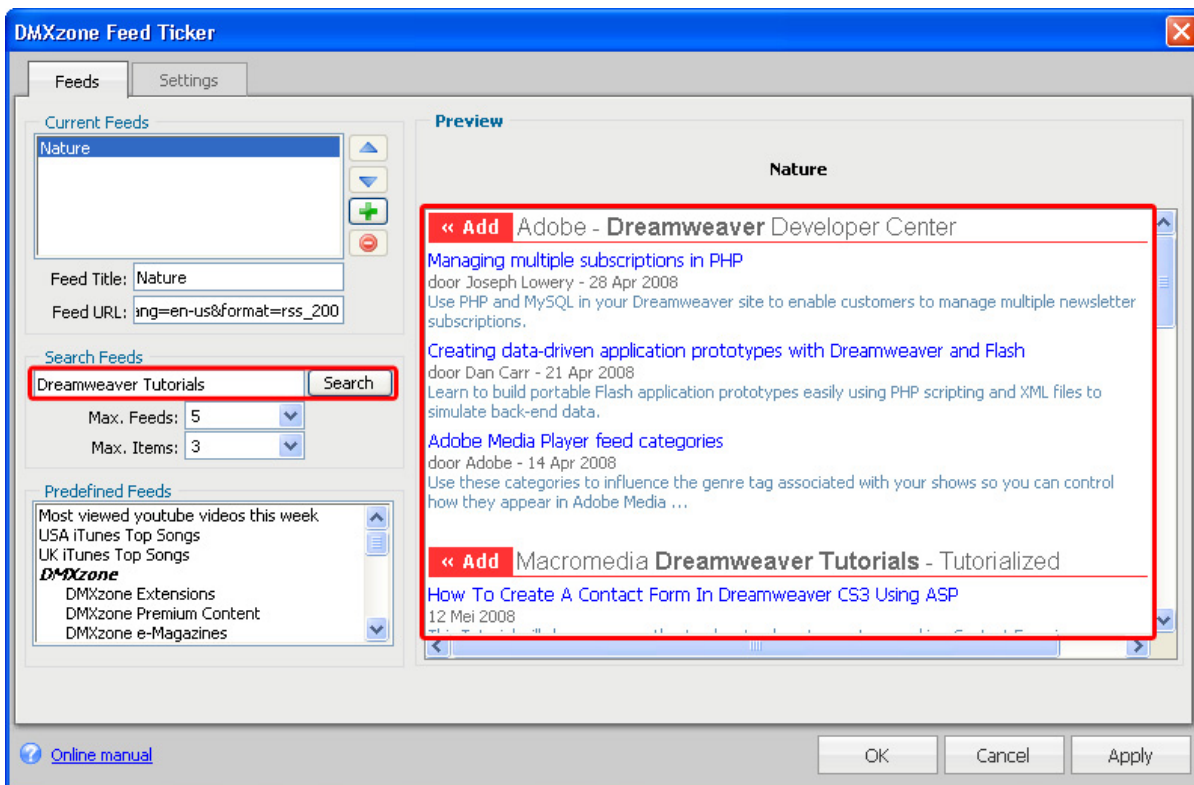 DMXzone Feed Ticker
Feeds
Settings
Current Feeds
Nature
Feed Title: Nature
Feed URL: ang=en-us&format=rss_200
Search Feeds
Dreamweaver Tutorials
Search
Max. Feeds: 5
Max. Items: 3
Predefined Feeds
Most viewed youtube videos this week
USA iTunes Top Songs
UK iTunes Top Songs
DMXzone
DMXzone Extensions
DMXzone Premium Content
DMXzone e-Magazines
Preview
Nature
« Add Adobe - Dreamweaver Developer Center
Managing multiple subscriptions in PHP
door Joseph Lowery - 28 Apr 2008
Use PHP and MySQL in your Dreamweaver site to enable customers to manage multiple newsletter
subscriptions.
Creating data-driven application prototypes with Dreamweaver and Flash
door Dan Carr - 21 Apr 2008
Learn to build portable Flash application prototypes easily using PHP scripting and XML files to
simulate back-end data.
Adobe Media Player feed categories
door Adobe - 14 Apr 2008
Use these categories to influence the genre tag associated with your shows so you can control
how they appear in Adobe Media ...
« Add Macromedia Dreamweaver Tutorials - Tutorialized
How To Create A Contact Form In Dreamweaver CS3 Using ASP
12 Mei 2008
Online manual
OK
Cancel
Apply